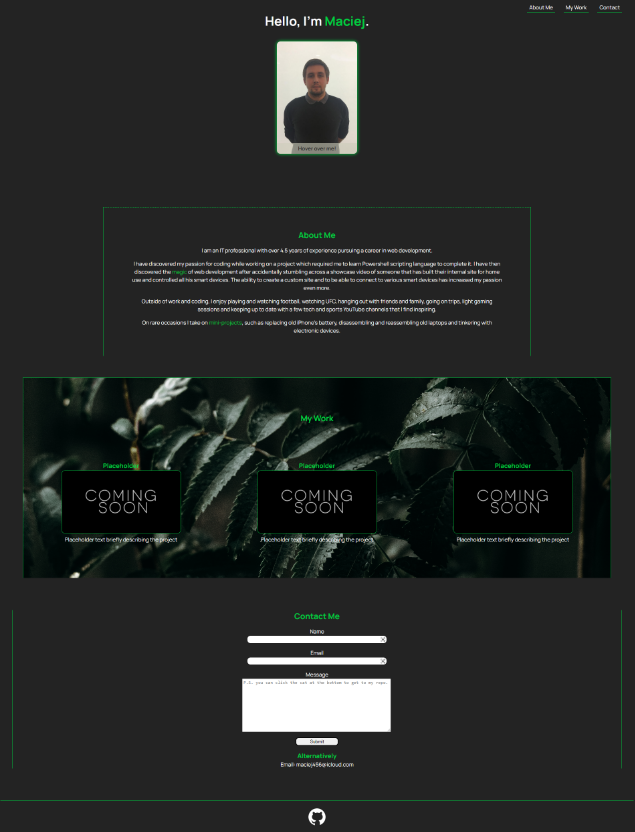 About Me My Work Contact
Hello, I'm Maciej.
Hover over me!
About Me
I am an IT professional with over 4.5 years of experience pursuing a career in web development.
I have discovered my passion for coding while working on a project which required me to learn Powershell scripting language to complete it. I have then
discovered the magic of web development after accidentally stumbling across a showcase video of someone that has built their internal site for home
use and controlled all his smart devices. The ability to create a custom site and to be able to connect to various smart devices has increased my passion
even more.
Outside of work and coding, I enjoy playing and watching football, watching UFC, hanging out with friends and family, going on trips, light gaming
sessions and keeping up to date with a few tech and sports YouTube channels that I find inspiring.
On rare occasions I take on mini-projects, such as replacing old iPhone's battery, disassembling and reassembling old laptops and tinkering with
electronic devices.
My Work
Placeholder Placeholder Placeholder
COMING COMING COMING
SOON SOON SOON
Placeholder text briefly describing the project Placeholder text briefly describing the project Placeholder text briefly describing the project
Contact Me
Name
Email
Message
P.S. you can click the cat at the bottom to get to my repo.
Submit
Alternatively
Email: maciej456@icloud.com